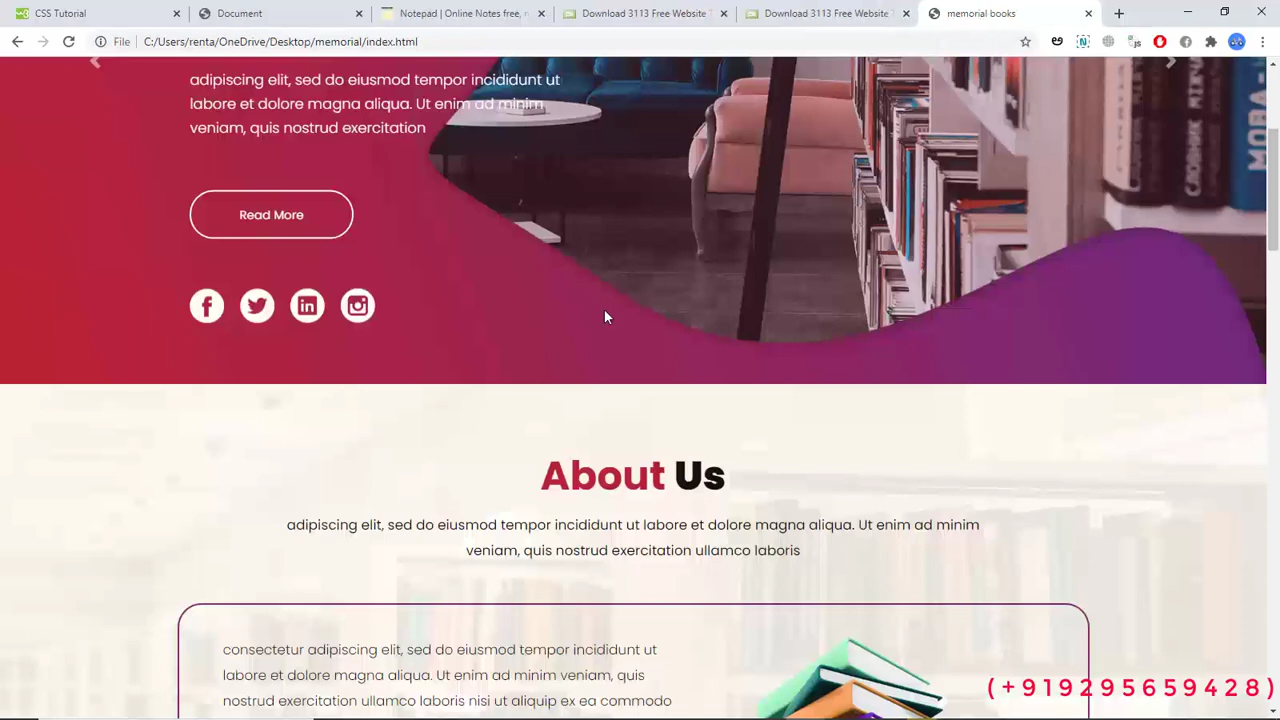 CSS Tutorial
Document
Notepad | Online Notes free, n
Download 3113 Free Website T
Download 3113 Free Website T
memorial books
File
C:/Users/renta/OneDrive/Desktop/memorial/index.html
adipiscing elit, sed do eiusmod tempor incididunt ut
labore et dolore magna aliqua. Ut enim ad minim,
veniam, quis nostrud exercitation
Read More
About Us
adipiscing elit, sed do eiusmod tempor incididunt ut labore et dolore magna aliqua. Ut enim ad minim
veniam, quis nostrud exercitation ullamco laboris
consectetur adipiscing elit, sed do eiusmod tempor incididunt ut
labore et dolore magna aliqua. Ut enim ad minim veniam, quis
nostrud exercitation ullamco laboris nisi ut aliquip ex ea commodo
(+919295659428)